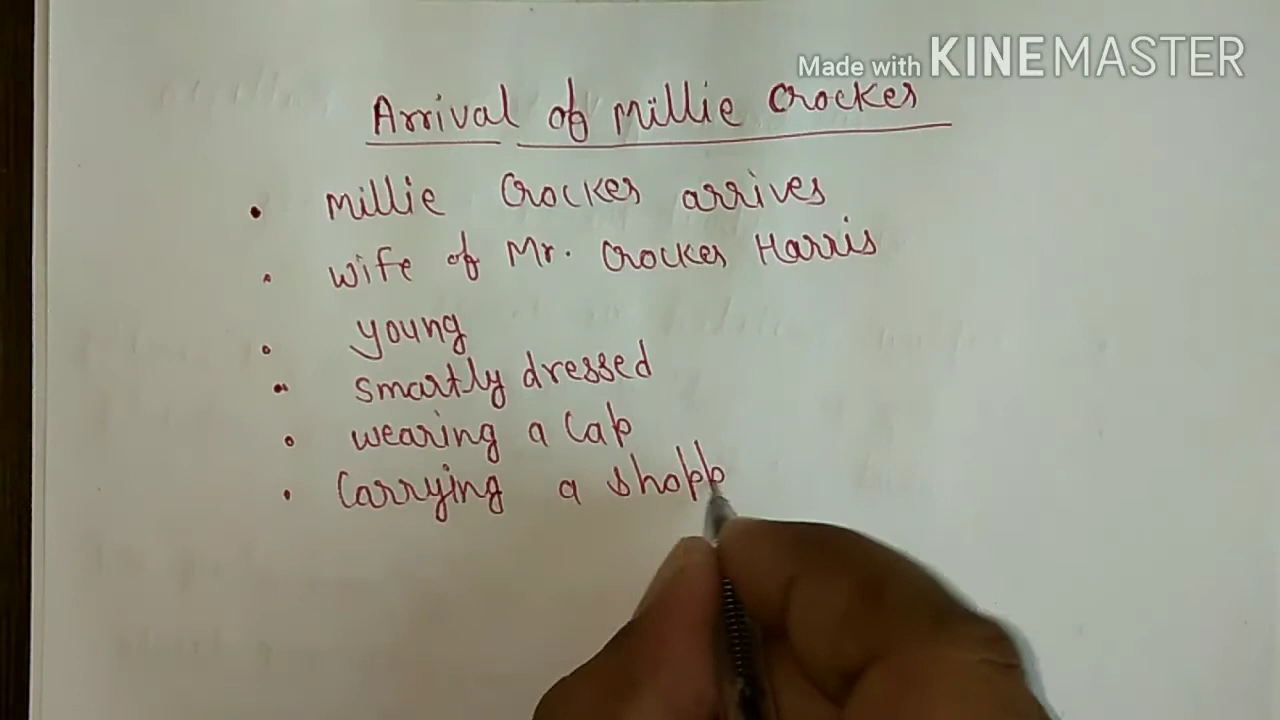 Made with KINEMASTER
Arrival of Millie Crocker
Millie Crocker arrives
wife of Mr. Crocker Harris
young
smartly dressed
wearing a cap
Carrying a shopp